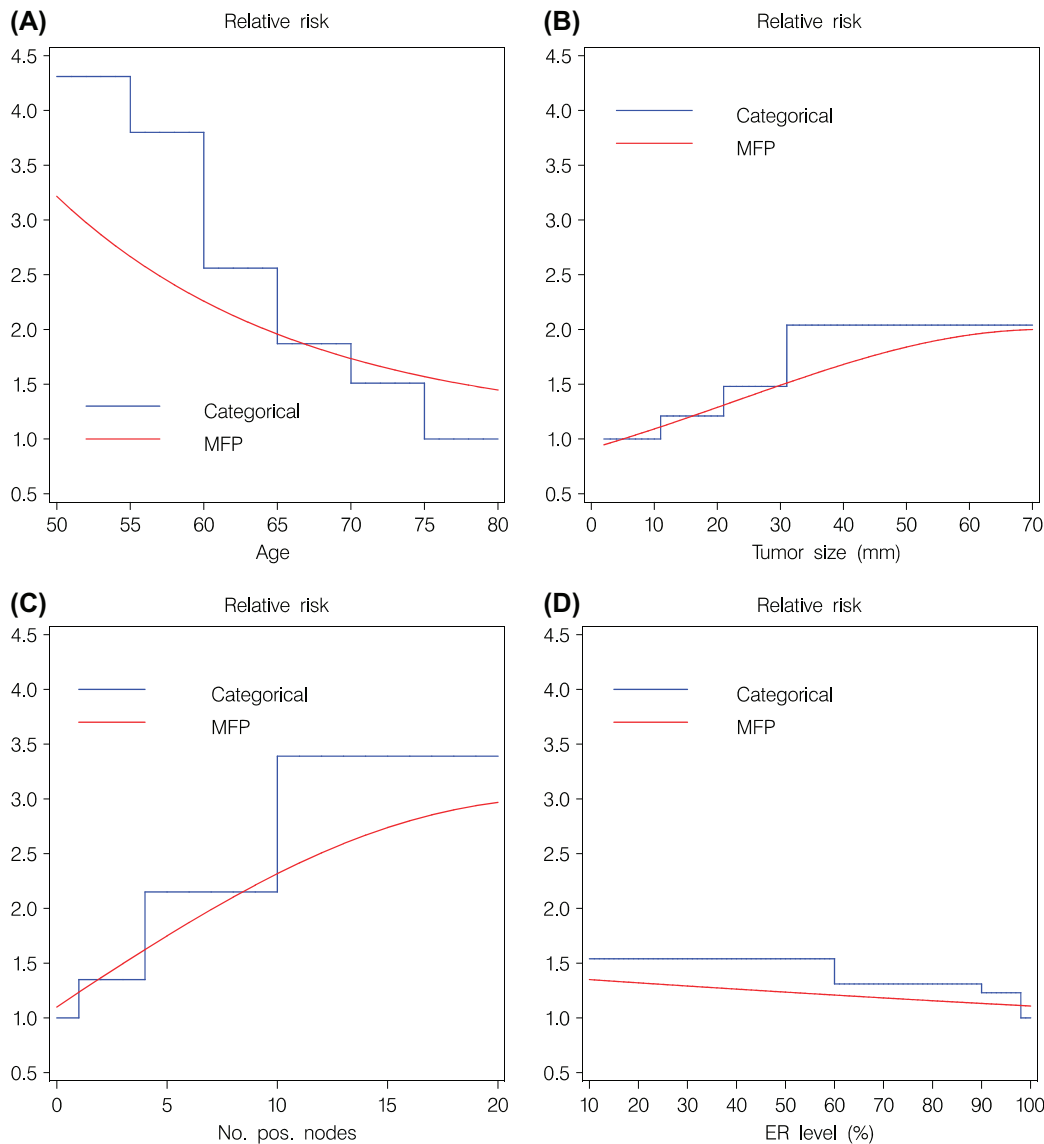 (A)
Relative risk
4.5
4.0
3.5
3.0
2.5
2.0
1.5
1.0
0.5
Categorical
MFP
50 55 60 65 70 75 80
Age
(B)
Relative risk
4.5
4.0
3.5
3.0
2.5
2.0
1.5
1.0
0.5
Categorical
MFP
0 10 20 30 40 50 60 70
Tumor size (mm)
(C)
Relative risk
4.5
4.0
3.5
3.0
2.5
2.0
1.5
1.0
0.5
Categorical
MFP
0 5 10 15 20
No. pos. nodes
(D)
Relative risk
4.5
4.0
3.5
3.0
2.5
2.0
1.5
1.0
0.5
Categorical
MFP
10 20 30 40 50 60 70 80 90 100
ER level (%)